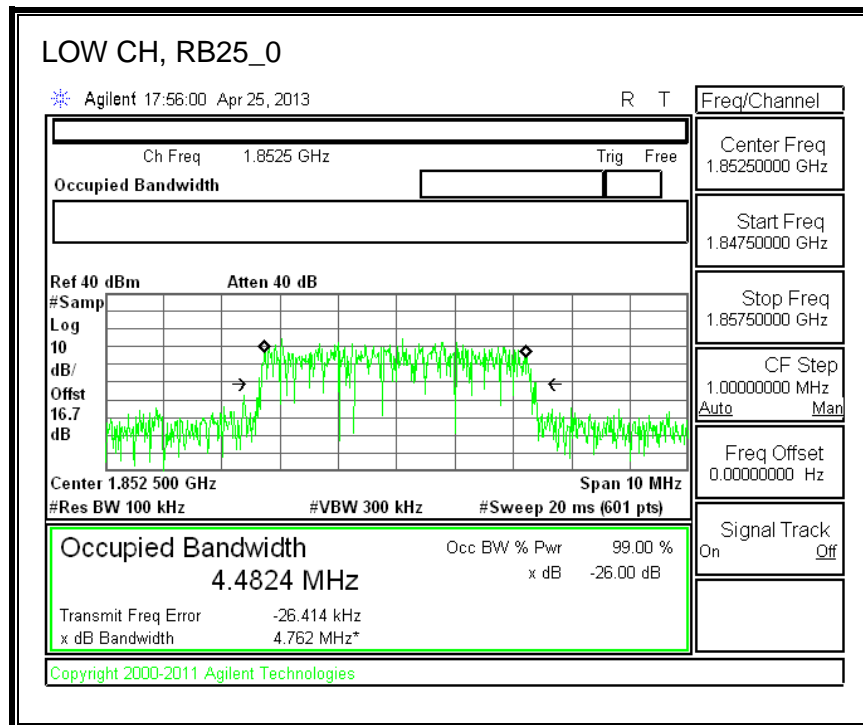 LOW CH, RB25_0
Agilent 17:56:00 Apr 25, 2013 R T
Freq/Channel
Ch Freq 1.8525 GHz Trig Free
Occupied Bandwidth
Center Freq
1.85250000 GHz
Start Freq
1.84750000 GHz
Stop Freq
1.85750000 GHz
CF Step
1.00000000 MHz
Auto Man
Freq Offset
0.00000000 Hz
Signal Track
On Off
Ref 40 dBm Atten 40 dB
#Samp
Log
10
dB/
Offst
16.7
dB
Center 1.852 500 GHz Span 10 MHz
#Res BW 100 kHz #VBW 300 kHz #Sweep 20 ms (601 pts)
Occupied Bandwidth
4.4824 MHz
Occ BW % Pwr 99.00 %
x dB -26.00 dB
Transmit Freq Error -26.414 kHz
x dB Bandwidth 4.762 MHz*
Copyright 2000-2011 Agilent Technologies